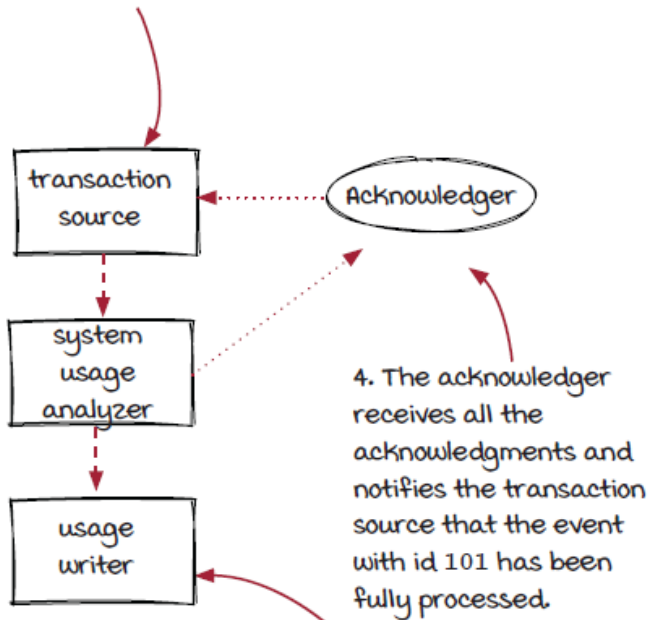 transaction
source
Acknowledger
system
usage
analyzer
usage
writer
4. The acknowledger
receives all the
acknowledgments and
notifies the transaction
source that the event
with id 101 has been
fully processed.